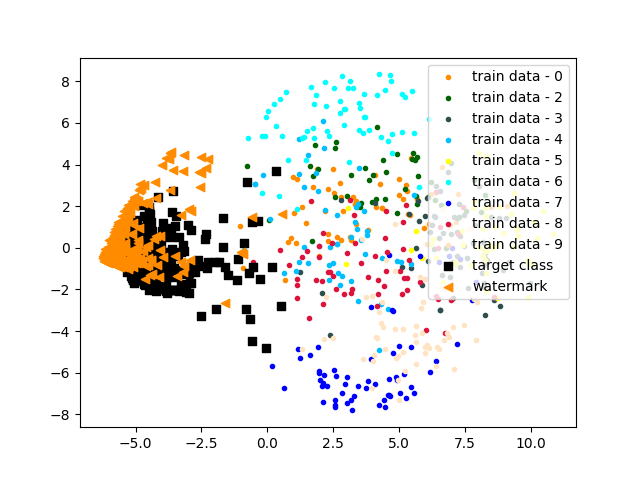 8
6
4
2
0
−2
−4
−6
−8
−5.0
−2.5
0.0
2.5
5.0
7.5
10.0
train data - 0
train data - 2
train data - 3
train data - 4
train data - 5
train data - 6
train data - 7
train data - 8
train data - 9
target class
watermark